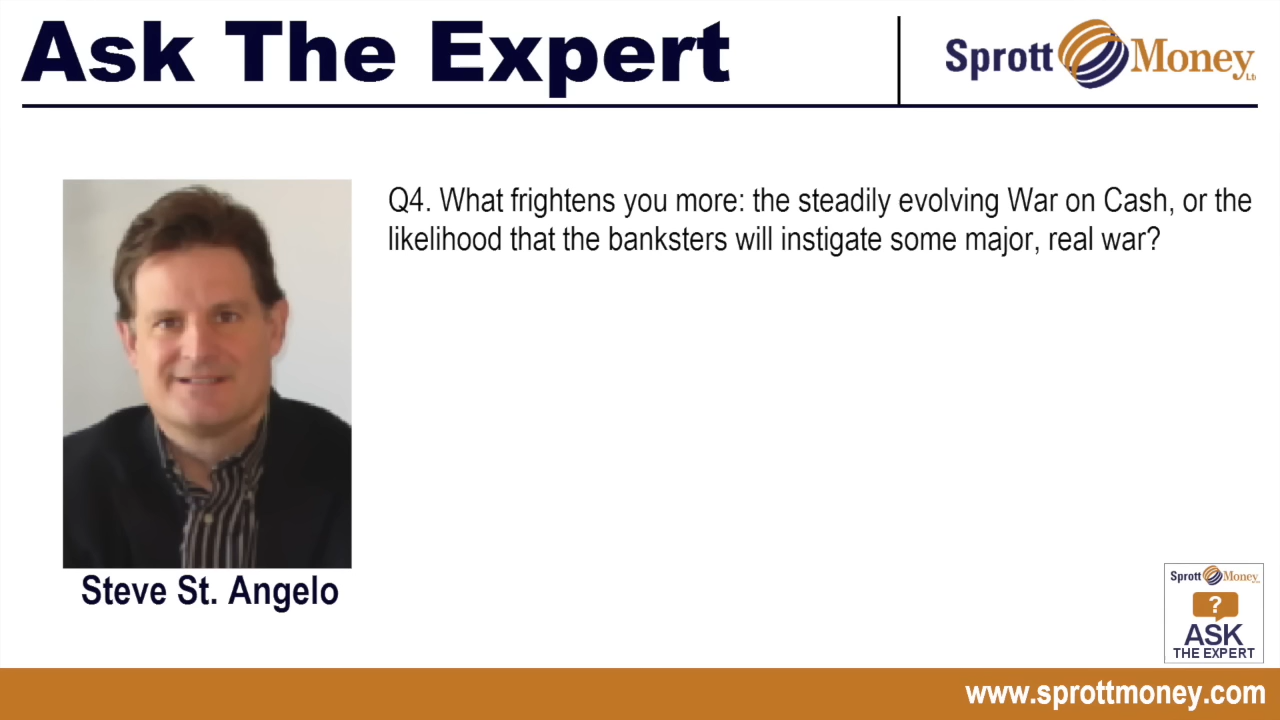 Ask The Expert
Sprott Money Ltd
Q4. What frightens you more: the steadily evolving War on Cash, or the
likelihood that the banksters will instigate some major, real war?
Steve St. Angelo
Sprott Money
?
ASK
THE EXPERT
www.sprottmoney.com